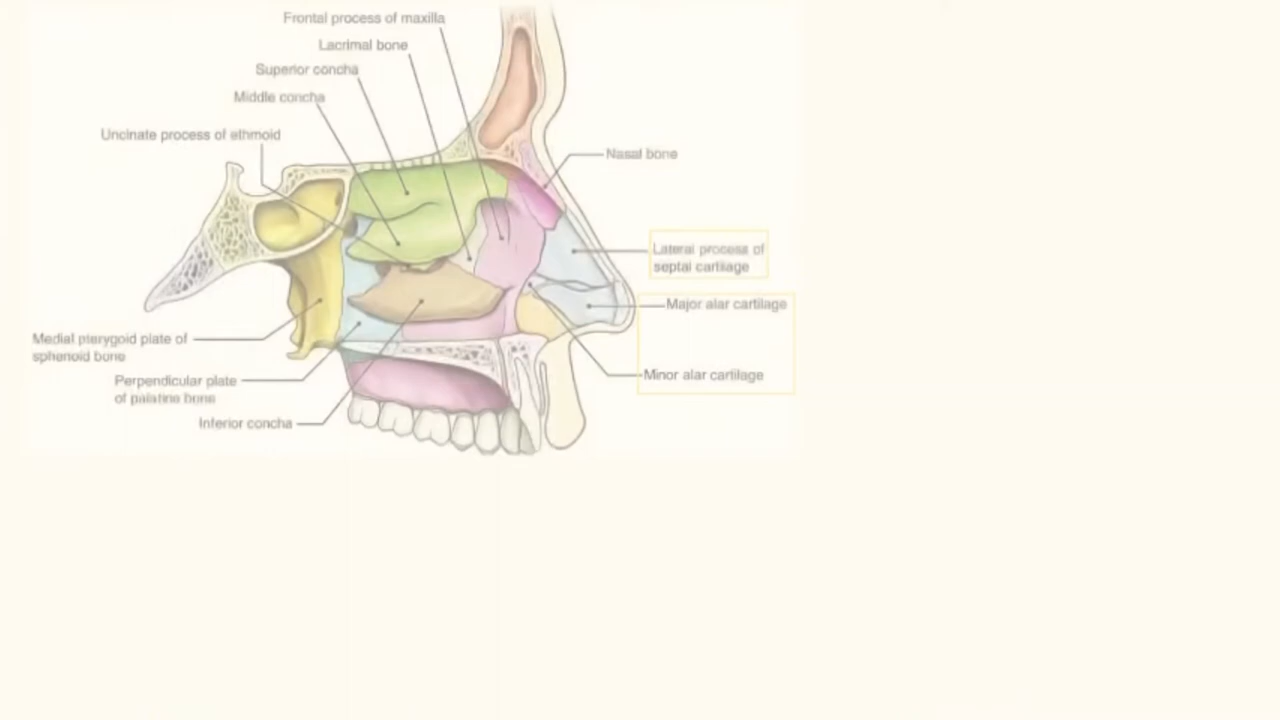 Frontal process of maxilla
Lacrimal bone
Superior concha
Middle concha
Uncinate process of ethmoid
Nasal bone
Lateral process of
septal cartilage
Major alar cartilage
Medial pterygoid plate of
sphenoid bone
Minor alar cartilage
Perpendicular plate
of palatine bone
Inferior concha